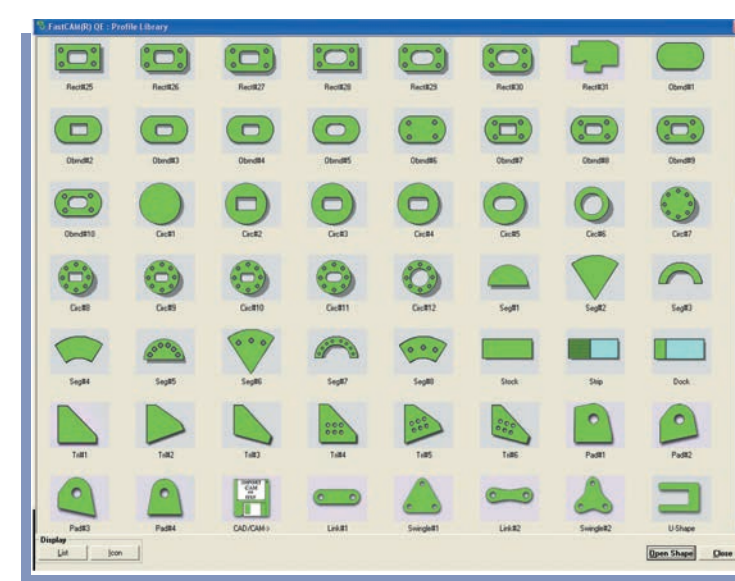 FastCAM(R) QE : Profile Library
Rect#25 Rect#26 Rect#27 Rect#28 Rect#29 Rect#30 Rect#31 Obrnd#1
Obrnd#2 Obrnd#3 Obrnd#4 Obrnd#5 Obrnd#6 Obrnd#7 Obrnd#8 Obrnd#9
Obrnd#10 Circ#1 Circ#2 Circ#3 Circ#4 Circ#5 Circ#6 Circ#7
Circ#8 Circ#9 Circ#10 Circ#11 Circ#12 Seg#1 Seg#2 Seg#3
Seg#4 Seg#5 Seg#6 Seg#7 Seg#8 Stock Strip Dock
Tri#1 Tri#2 Tri#3 Tri#4 Tri#5 Tri#6 Pad#1 Pad#2
IMPORT
CAM
or
DXF
Pad#3 Pad#4 CAD/CAM-> Link#1 Swingle#1 Link#2 Swingle#2 U-Shape
Display
List Icon Open Shape Close